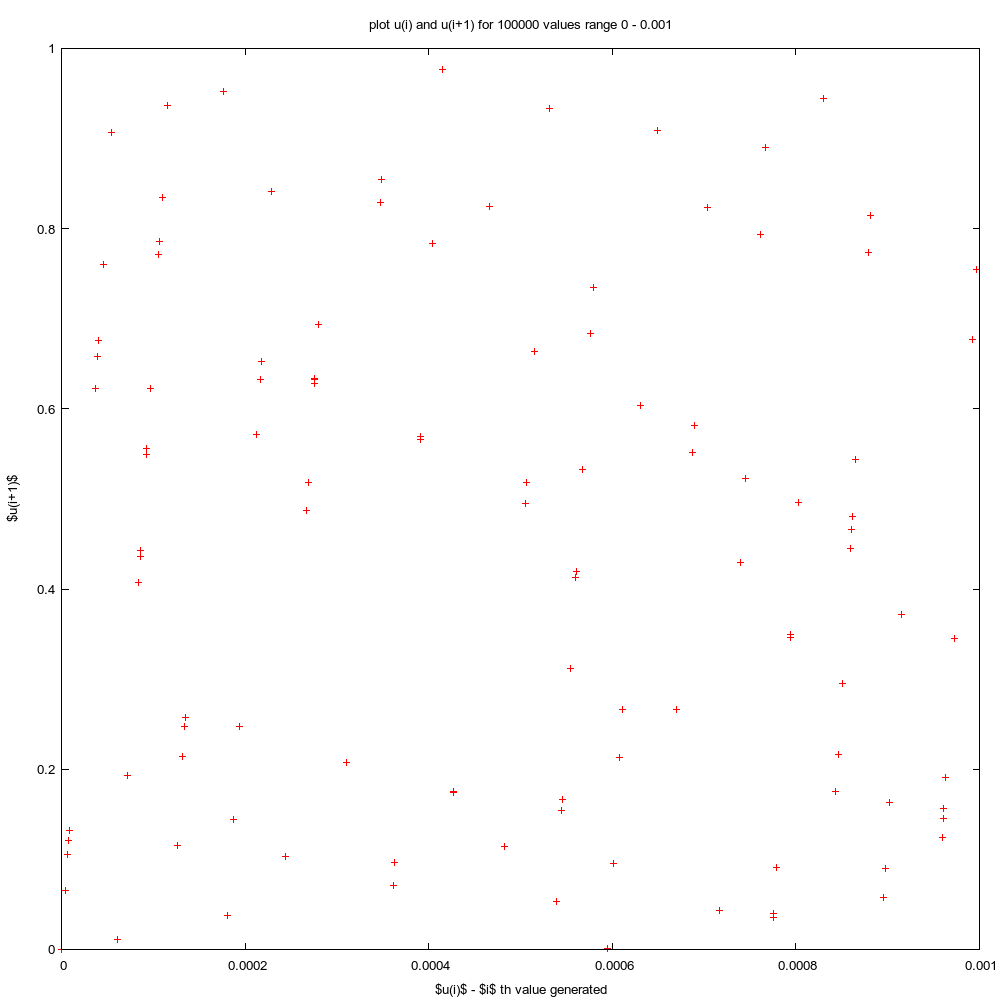 plot u(i) and u(i+1) for 100000 values range 0 - 0.001
1
0.8
0.6
$u(i+1)$
0.4
0.2
0
0 0.0002 0.0004 0.0006 0.0008 0.001
$u(i)$ - $i$ th value generated